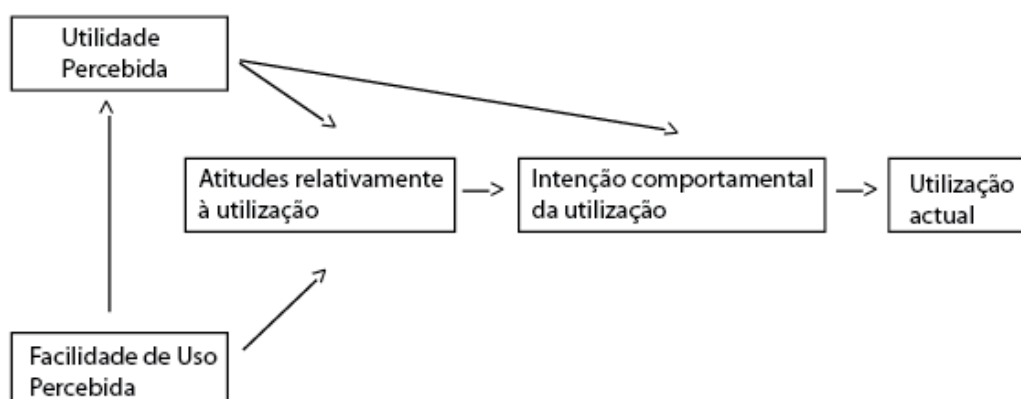 Utilidade
Percebida
Atitudes relativamente
à utilização
Intenção comportamental
da utilização
Utilização
actual
Facilidade de Uso
Percebida